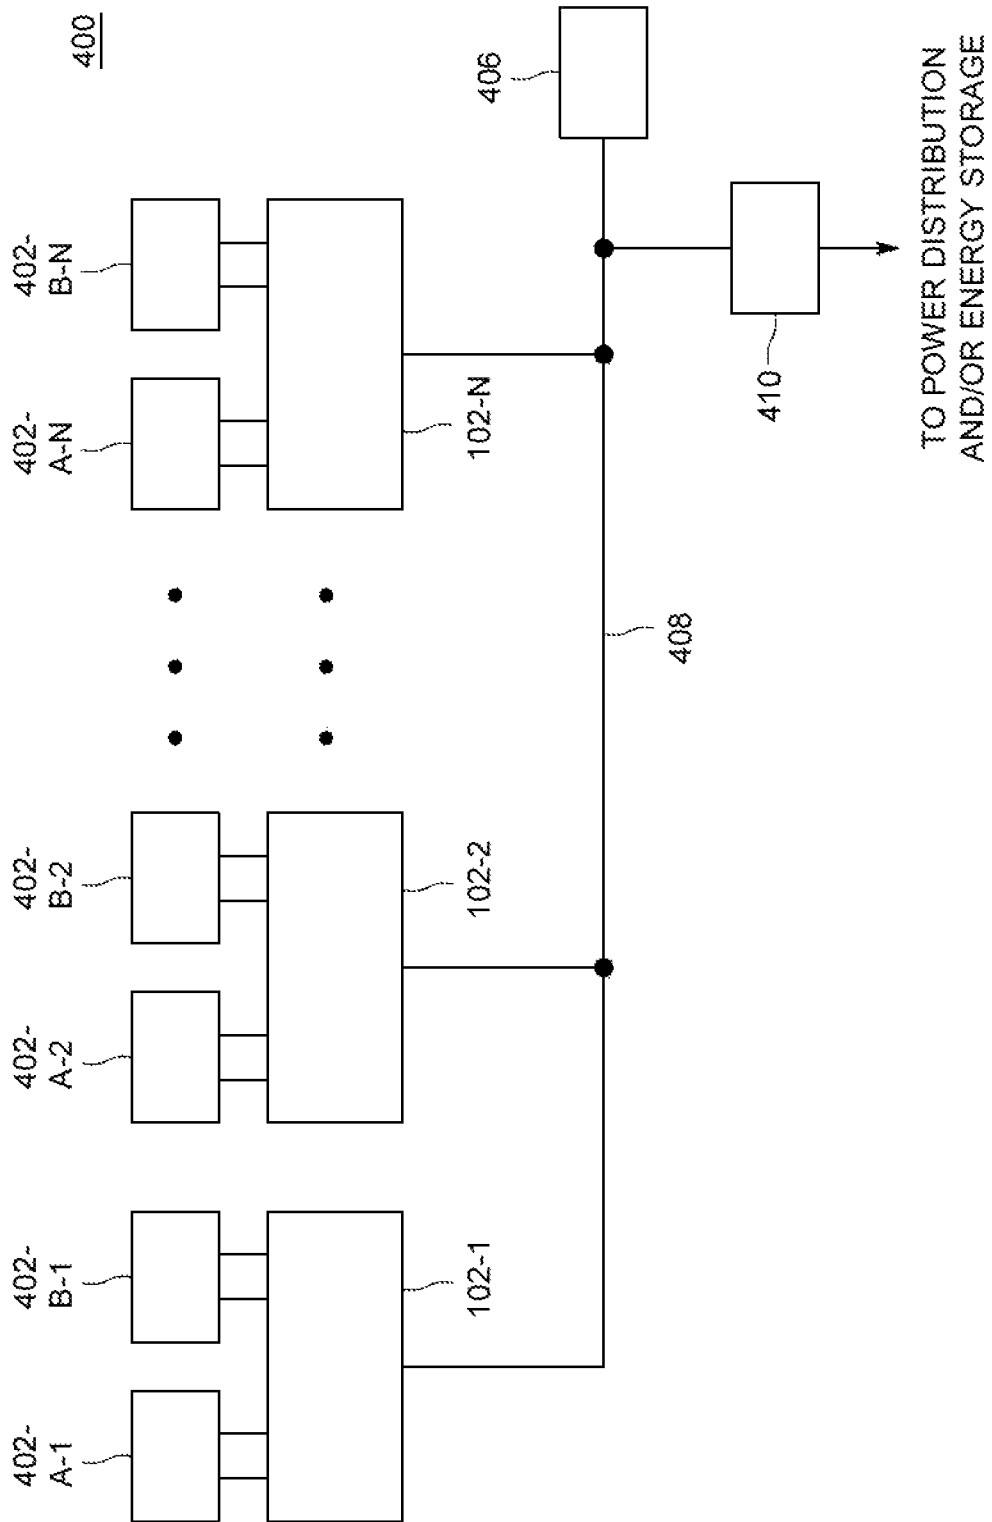 400
402-
A-1
402-
B-1
402-
A-2
402-
B-2
402-
A-N
402-
B-N
102-1
102-2
102-N
406
408
410
TO POWER DISTRIBUTION
AND/OR ENERGY STORAGE